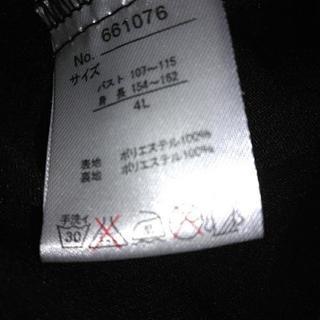 No. 661076
サイズ
バスト 107～115
身長 154～162
4L
表地 ポリエステル100%
裏地 ポリエステル100%
手洗イ
30